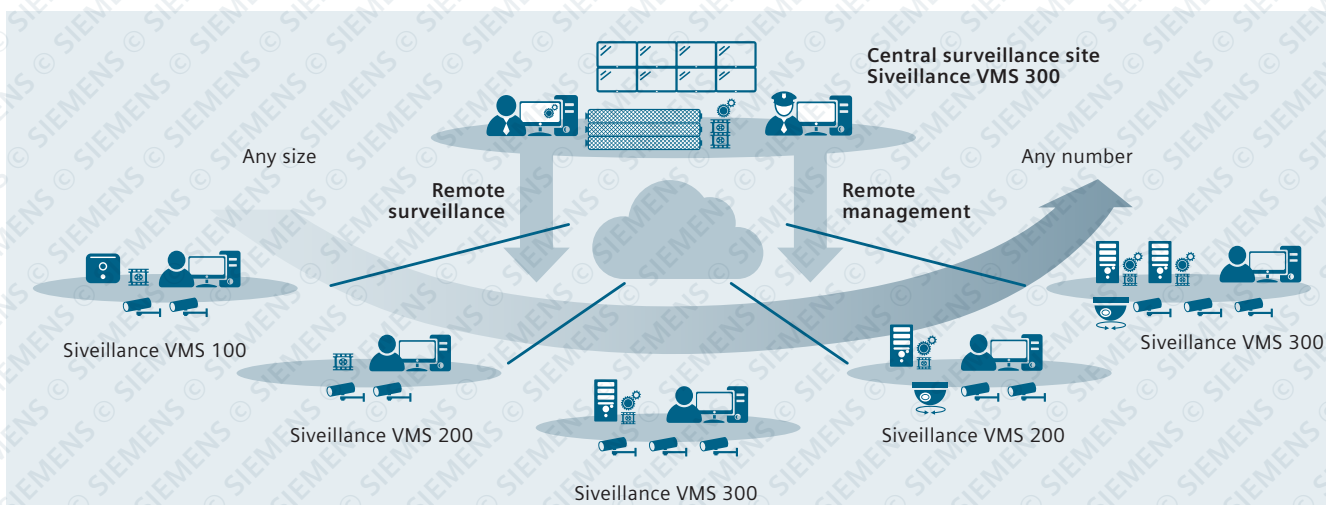 Central surveillance site
Siveillance VMS 300
Any size
Any number
Remote
surveillance
Remote
management
Siveillance VMS 100
Siveillance VMS 300
Siveillance VMS 200
Siveillance VMS 200
Siveillance VMS 300
© SIEMENS